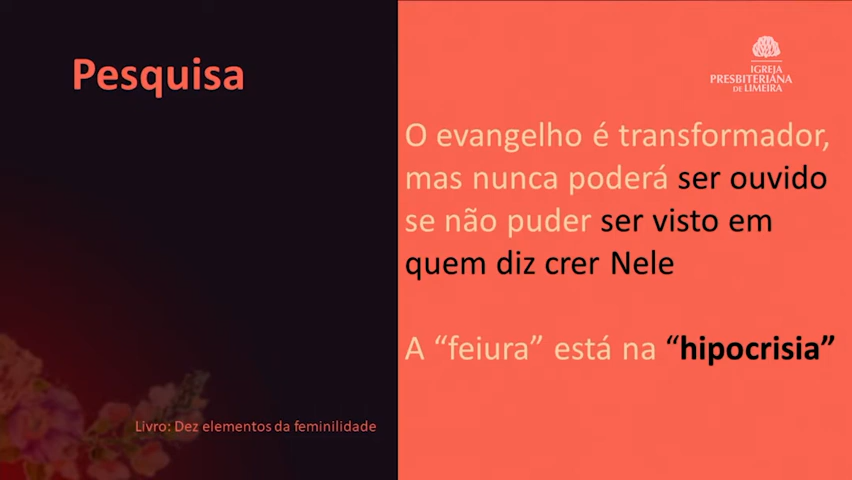 Pesquisa
IGREJA
PRESBITERIANA
DE LIMEIRA
O evangelho é transformador,
mas nunca poderá ser ouvido
se não puder ser visto em
quem diz crer Nele
A “feiura” está na “hipocrisia”
Livro: Dez elementos da feminilidade